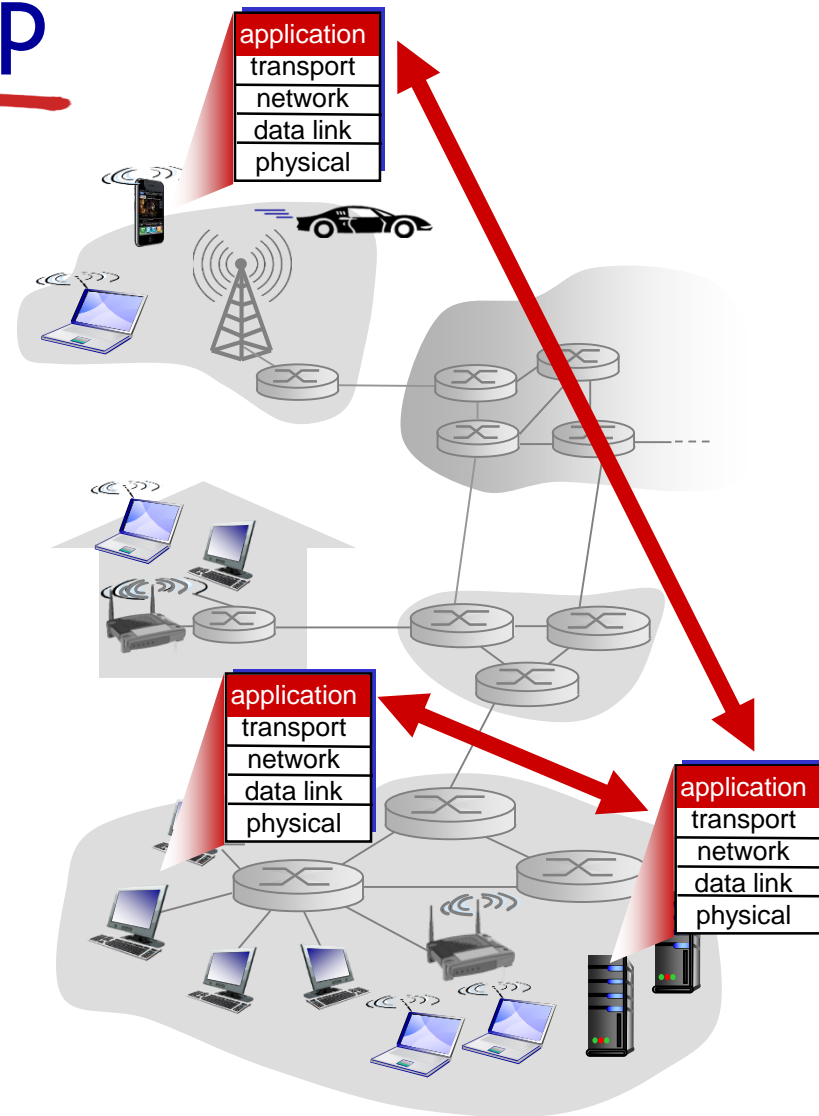 p
application
transport
network
data link
physical
application
transport
network
data link
physical
application
transport
network
data link
physical